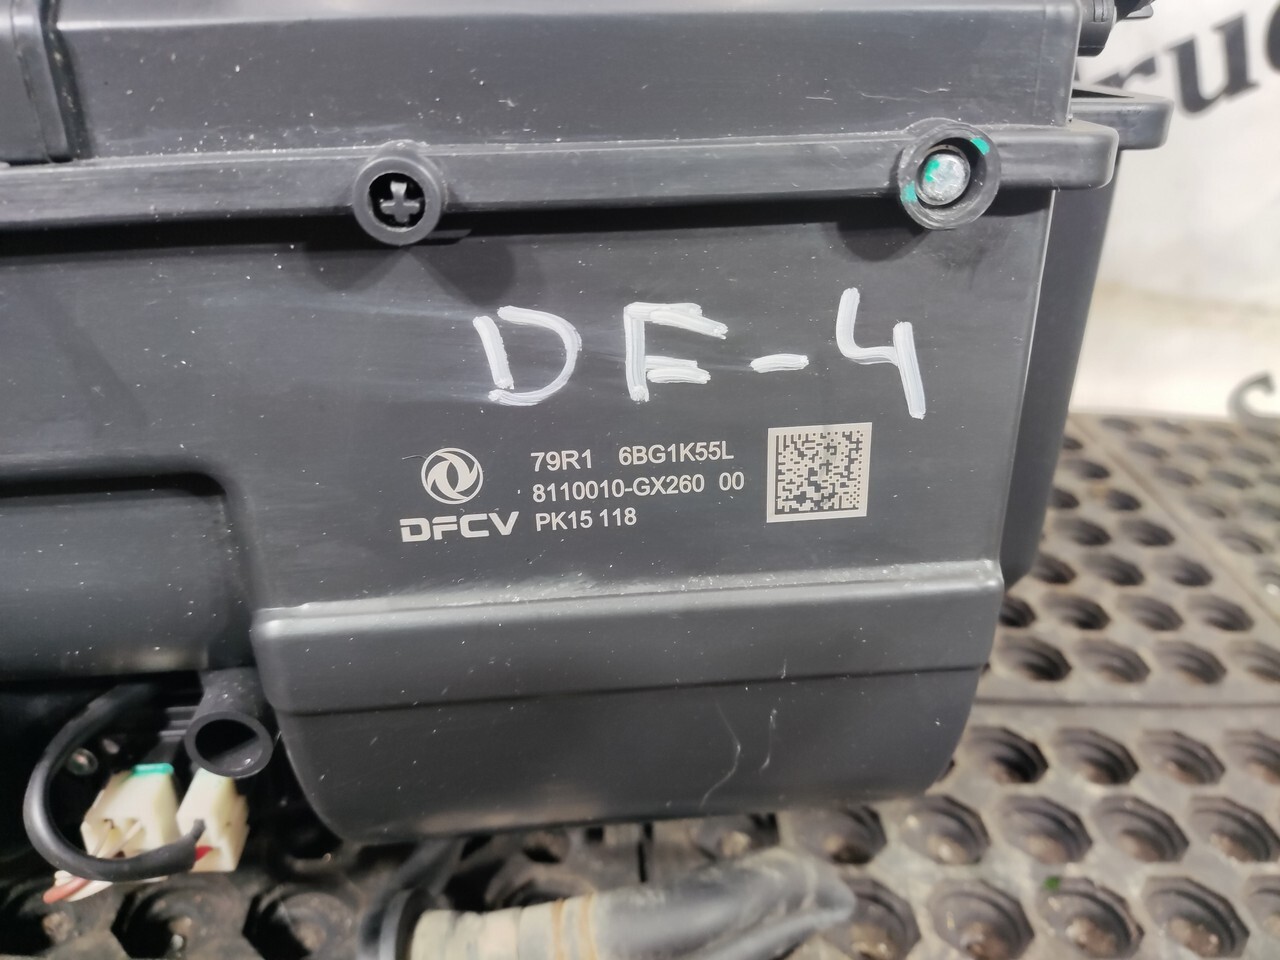 DF-4
79R1 6BG1K55L
8110010-GX260 00
DFCV PK15 118